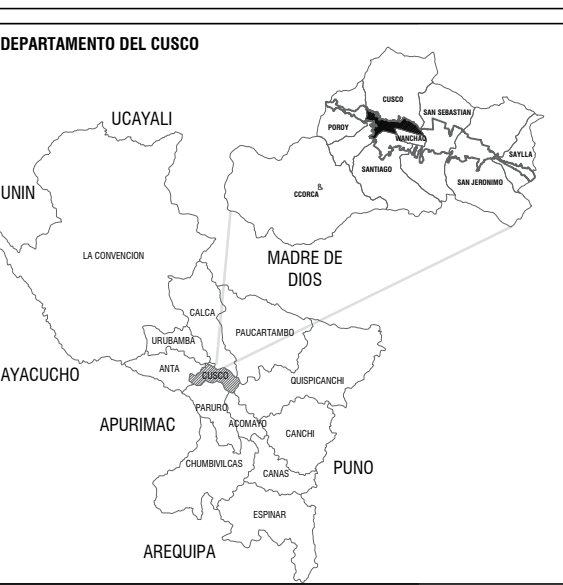 DEPARTAMENTO DEL CUSCO
CUSCO
SAN SEBASTIAN
UCAYALI
POROY
WANCHAQ
SAYLLA
SANTIAGO
SAN JERONIMO
UNIN
CCORCA
LA CONVENCION
MADRE DE
DIOS
CALCA
PAUCARTAMBO
URUBAMBA
ANTA
CUSCO
AYACUCHO
QUISPICANCHI
PARURO
APURIMAC
ACOMAYO
CANCHI
CHUMBIVILCAS
PUNO
CANAS
ESPINAR
AREQUIPA